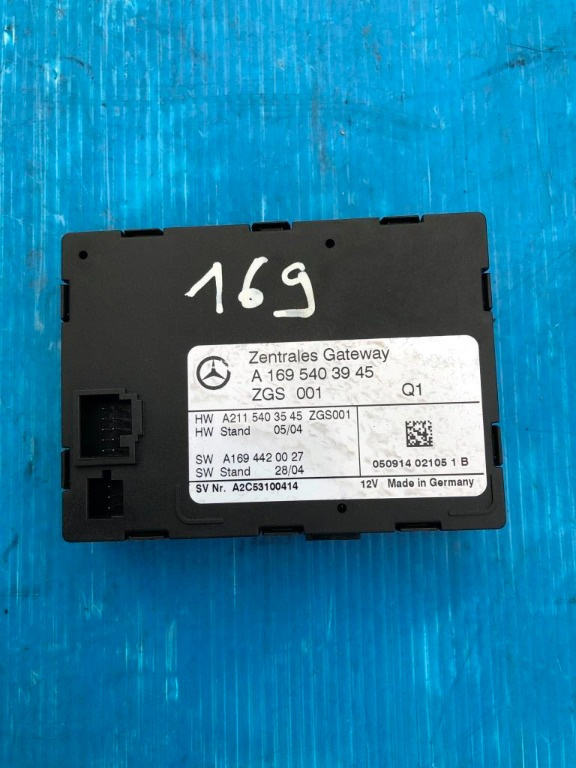 169
Zentrales Gateway
A 169 540 39 45
ZGS 001 Q1
HW A211 540 35 45 ZGS001
HW Stand 05/04
SW A169 442 00 27
SW Stand 28/04
050914 02105 1 B
SV Nr. A2C53100414 12V Made in Germany